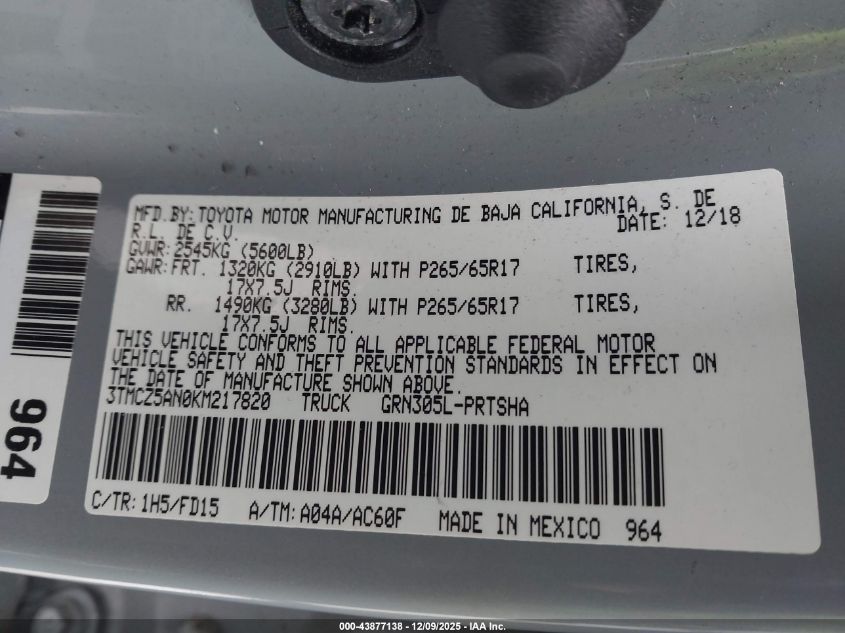 MFD. BY: TOYOTA MOTOR MANUFACTURING DE BAJA CALIFORNIA, S. DE
R.L. DE C.V. DATE: 12/18
GVWR: 2545KG (5600LB)
GAWR: FRT. 1320KG (2910LB) WITH P265/65R17 TIRES,
17X7.5J RIMS.
RR. 1490KG (3280LB) WITH P265/65R17 TIRES,
17X7.5J RIMS.
THIS VEHICLE CONFORMS TO ALL APPLICABLE FEDERAL MOTOR
VEHICLE SAFETY AND THEFT PREVENTION STANDARDS IN EFFECT ON
THE DATE OF MANUFACTURE SHOWN ABOVE.
3TMCZ5AN0KM217820 TRUCK GRN305L-PRTSHA
C/TR: 1H5/FD15 A/TM: A04A/AC60F MADE IN MEXICO 964
964
000-43877138 - 12/09/2025 - IAA Inc.